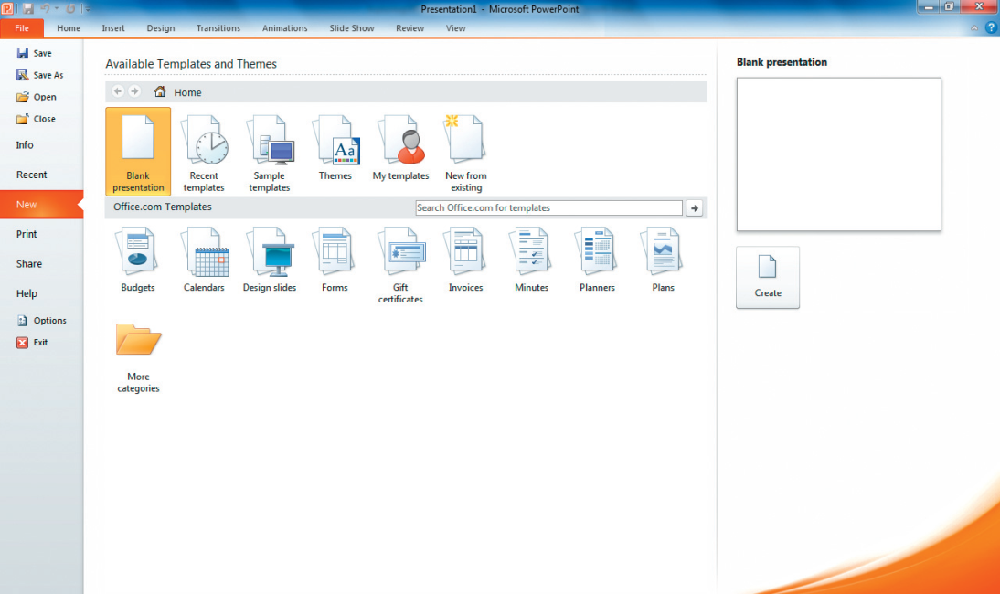 Presentation1 - Microsoft PowerPoint
File Home Insert Design Transitions Animations Slide Show Review View
Save
Save As
Open
Close
Info
Recent
New
Print
Share
Help
Options
Exit
Available Templates and Themes
Home
Blank
presentation
Recent
templates
Sample
templates
Themes
My templates
New from
existing
Office.com Templates
Search Office.com for templates
Budgets
Calendars
Design slides
Forms
Gift
certificates
Invoices
Minutes
Planners
Plans
More
categories
Blank presentation
Create